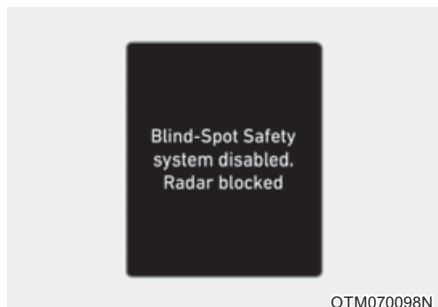 Blind-Spot Safety
system disabled.
Radar blocked
OTM070098N